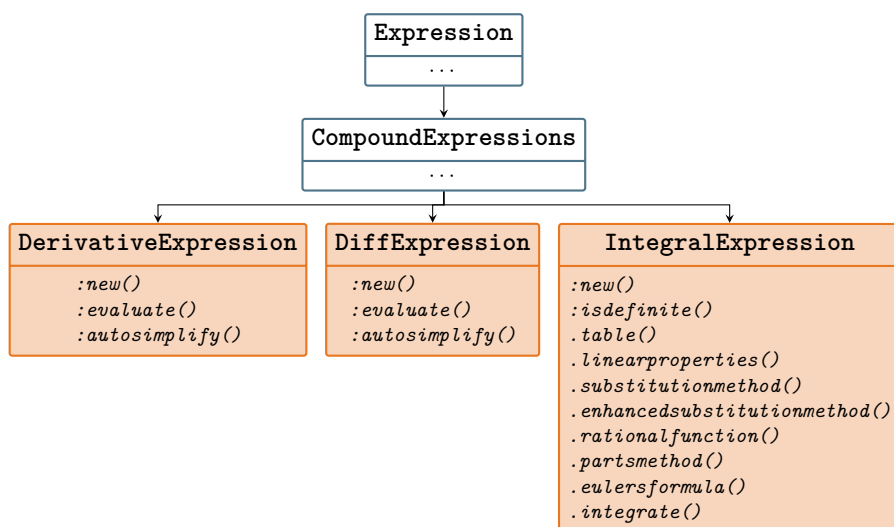 Expression
...
CompoundExpressions
...
DerivativeExpression
:new()
:evaluate()
:autosimplify()
DiffExpression
:new()
:evaluate()
:autosimplify()
IntegralExpression
:new()
:isdefinite()
.table()
.linearproperties()
.substitutionmethod()
.enhancedsubstitutionmethod()
.rationalfunction()
.partsmethod()
.eulersformula()
.integrate()